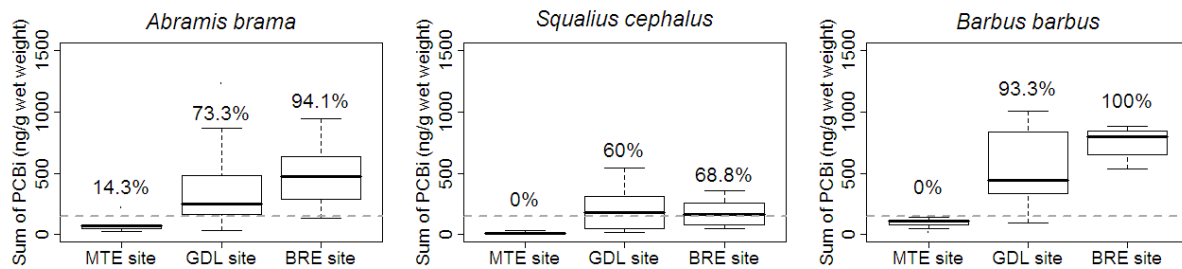 Abramis brama
Sum of PCBi (ng/g wet weight)
1500
1000
500
0
14.3%
73.3%
94.1%
MTE site GDL site BRE site
Squalius cephalus
Sum of PCBi (ng/g wet weight)
1500
1000
500
0
0%
60%
68.8%
MTE site GDL site BRE site
Barbus barbus
Sum of PCBi (ng/g wet weight)
1500
1000
500
0
0%
93.3%
100%
MTE site GDL site BRE site